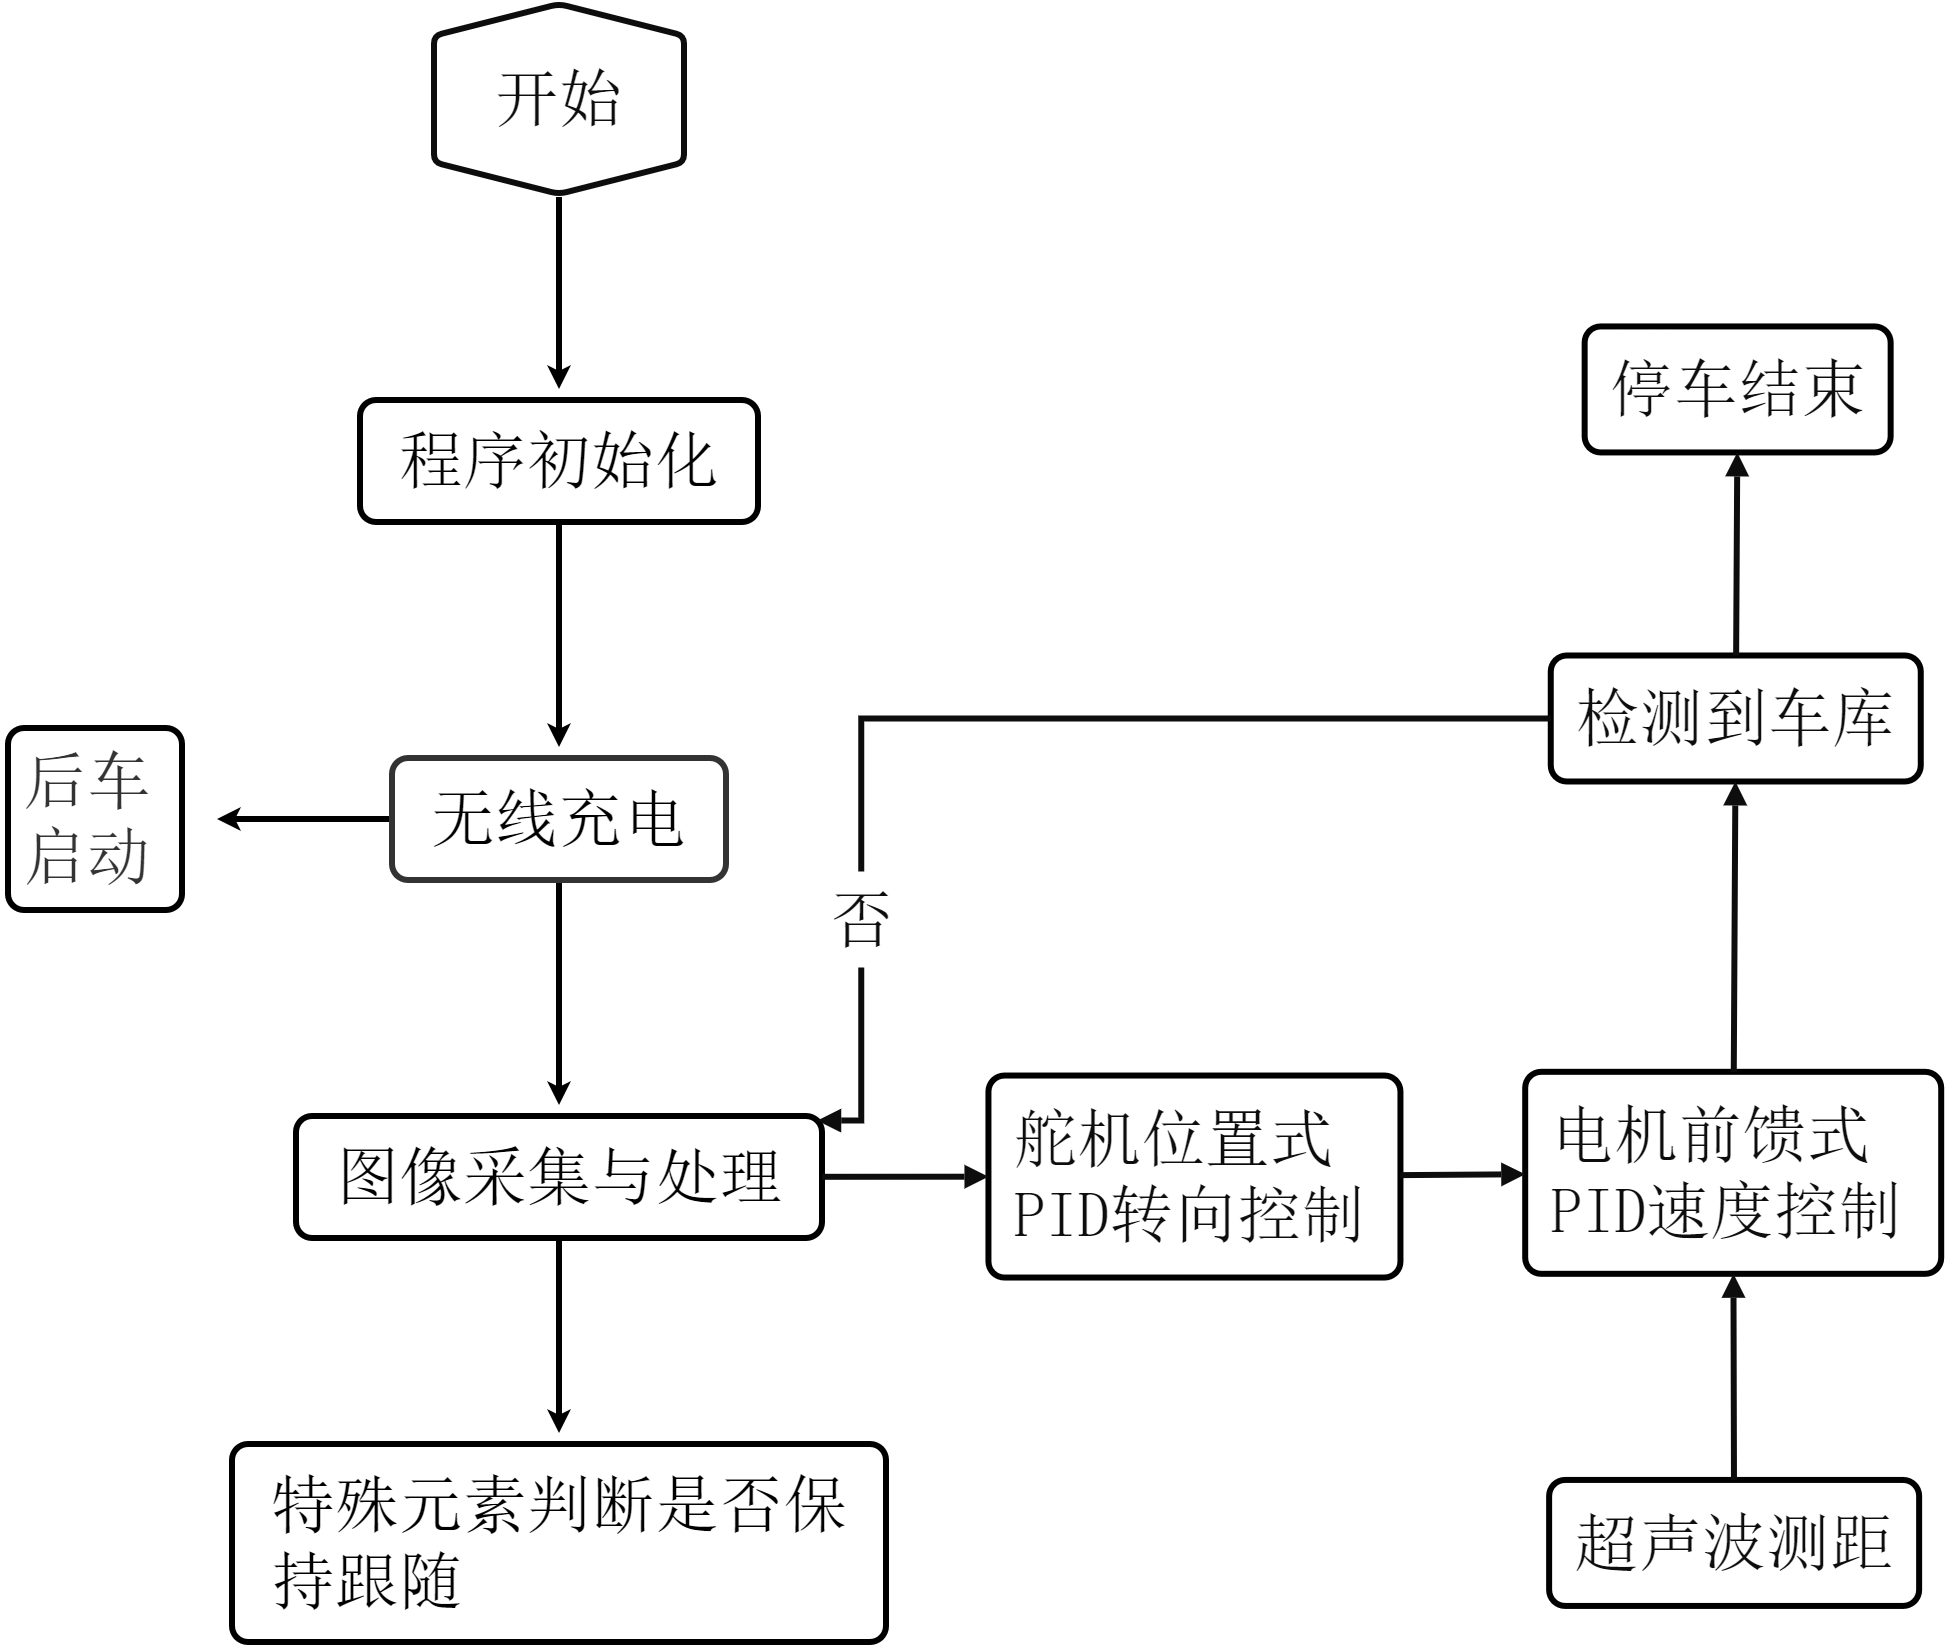 开始
程序初始化
无线充电
后车
启动
图像采集与处理
特殊元素判断是否保
持跟随
否
舵机位置式
PID转向控制
电机前馈式
PID速度控制
超声波测距
检测到车库
停车结束